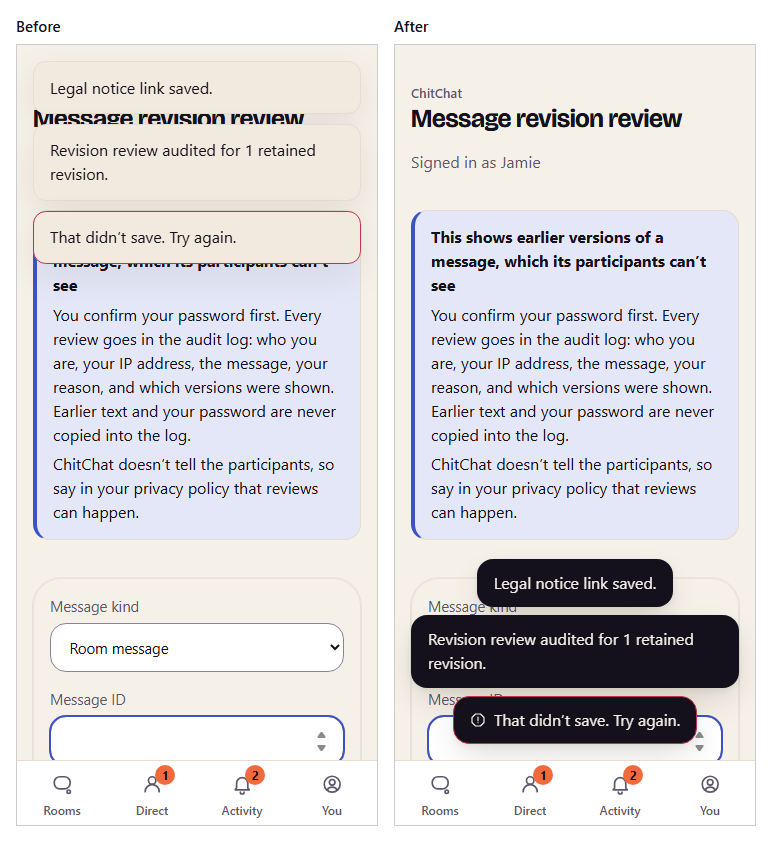 Before
Legal notice link saved.
Message revision review
Revision review audited for 1 retained
revision.
That didn’t save. Try again.
message, which its participants can’t
see
You confirm your password first. Every
review goes in the audit log: who you
are, your IP address, the message, your
reason, and which versions were shown.
Earlier text and your password are never
copied into the log.
ChitChat doesn’t tell the participants, so
say in your privacy policy that reviews
can happen.
Message kind
Room message
Message ID
1
2
Rooms
Direct
Activity
You
After
ChitChat
Message revision review
Signed in as Jamie
This shows earlier versions of a
message, which its participants can’t
see
You confirm your password first. Every
review goes in the audit log: who you
are, your IP address, the message, your
reason, and which versions were shown.
Earlier text and your password are never
copied into the log.
ChitChat doesn’t tell the participants, so
say in your privacy policy that reviews
can happen.
Legal notice link saved.
Message kind
Revision review audited for 1 retained
revision.
Message ID
That didn’t save. Try again.
1
2
Rooms
Direct
Activity
You